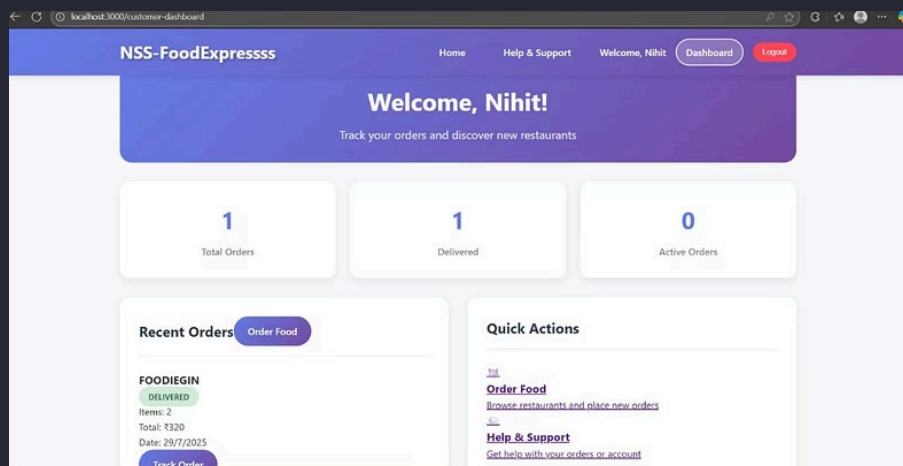 localhost:3000/customer-dashboard
NSS-FoodExpressss
Home Help & Support Welcome, Nihit Dashboard Logout
Welcome, Nihit!
Track your orders and discover new restaurants
1
Total Orders
1
Delivered
0
Active Orders
Recent Orders Order Food
FOODIEGIN
DELIVERED
Items: 2
Total: ₹320
Date: 29/7/2025
Track Order
Quick Actions
Order Food
Browse restaurants and place new orders
Help & Support
Get help with your orders or account